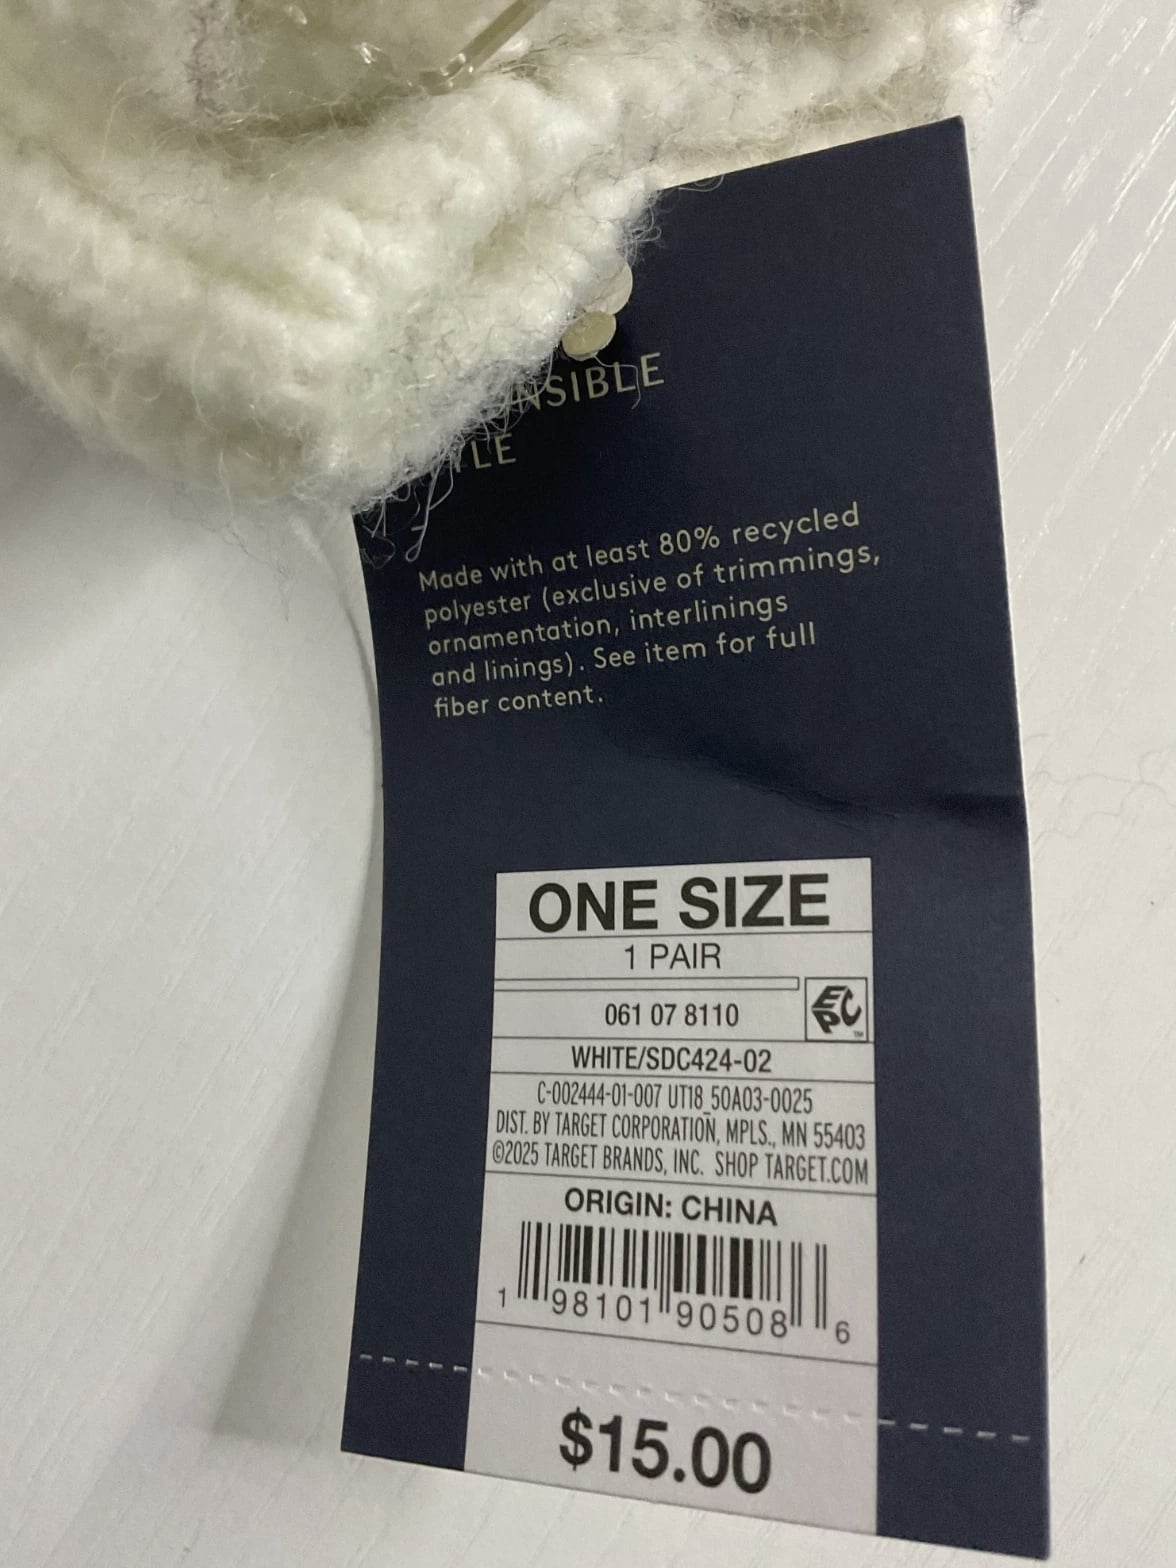 Made with at least 80% recycled
polyester (exclusive of trimmings,
ornamentation, interlinings
and linings). See item for full
fiber content.
ONE SIZE
1 PAIR
061 07 8110
EPC
WHITE/SDC424-02
C-002444-01-007 UT18_50A03-0025
DIST. BY TARGET CORPORATION, MPLS., MN 55403
©2025 TARGET BRANDS, INC. SHOP TARGET.COM
ORIGIN: CHINA
1 98101 90508 6
$15.00